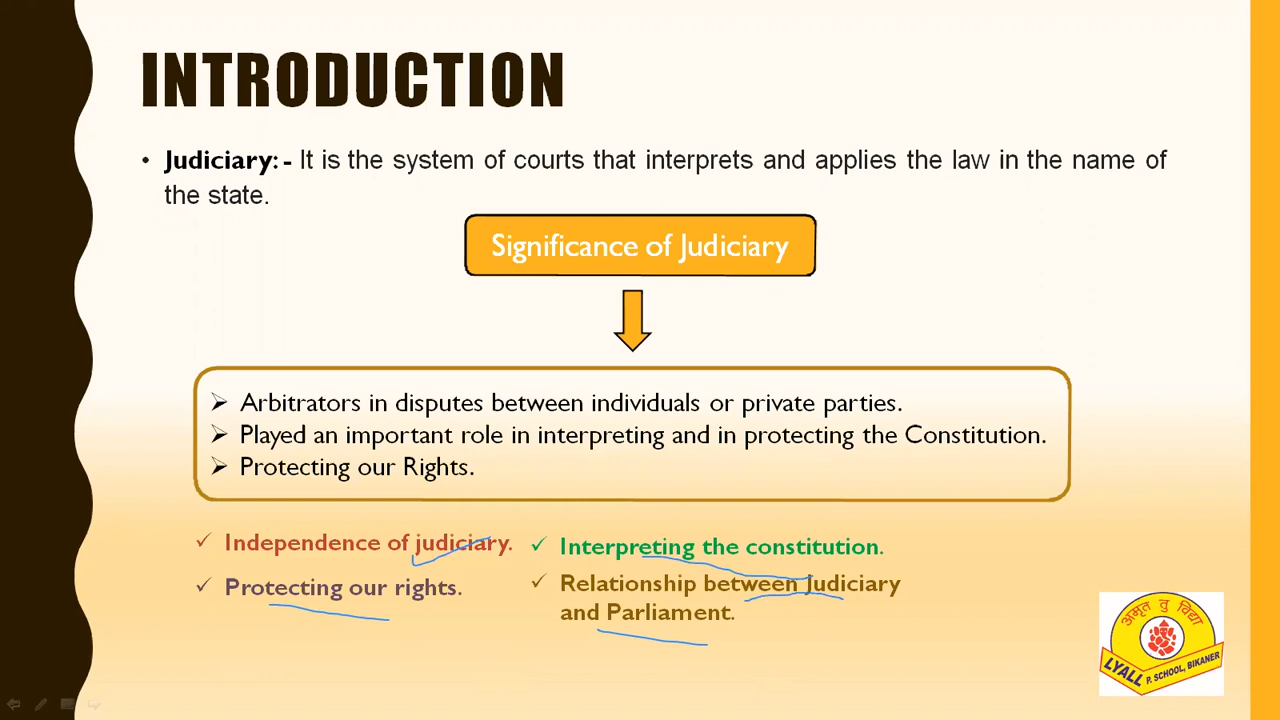 INTRODUCTION
• Judiciary: - It is the system of courts that interprets and applies the law in the name of
the state.
Significance of Judiciary
➢ Arbitrators in disputes between individuals or private parties.
➢ Played an important role in interpreting and in protecting the Constitution.
➢ Protecting our Rights.
✓ Independence of judiciary.
✓ Protecting our rights.
✓ Interpreting the constitution.
✓ Relationship between Judiciary
and Parliament.
अमृतं तु विद्या
LYALL P. SCHOOL, BIKANER